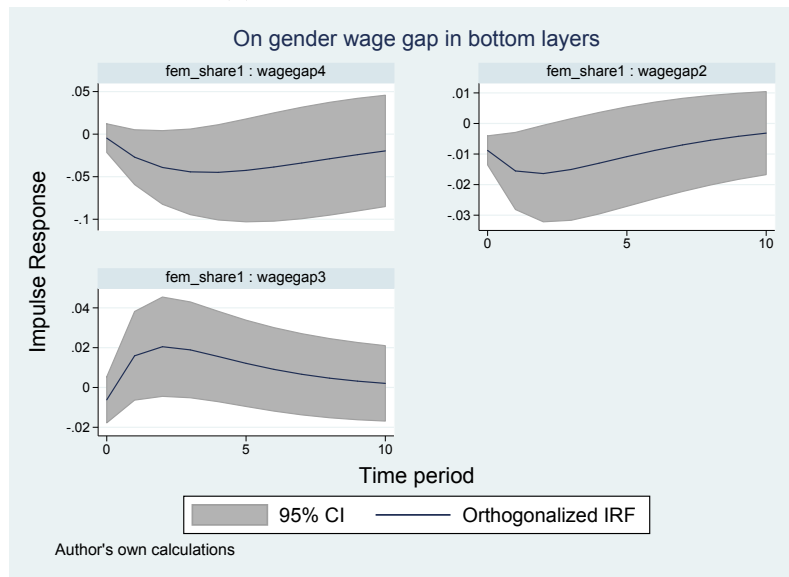 On gender wage gap in bottom layers
fem_share1 : wagegap4
.05
0
-.05
-.1
fem_share1 : wagegap2
.01
0
-.01
-.02
-.03
0
5
10
fem_share1 : wagegap3
.04
.02
0
-.02
0
5
10
Impulse Response
Time period
95% CI
Orthogonalized IRF
Author's own calculations